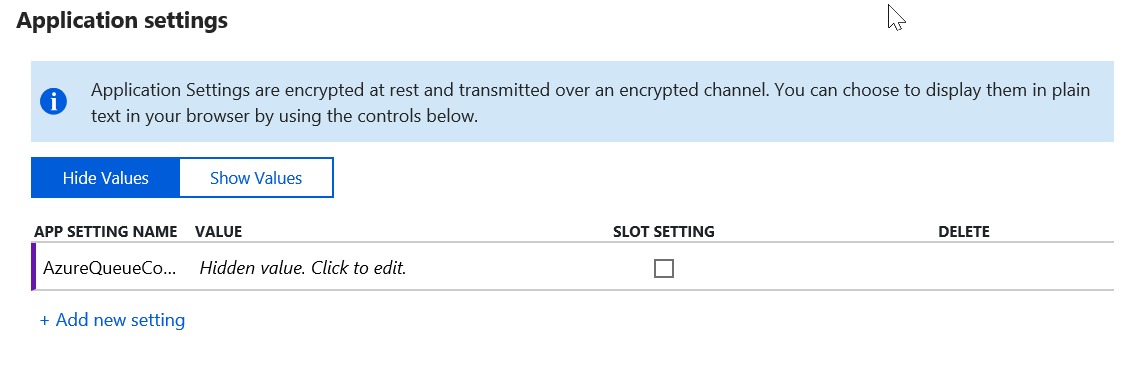 Application settings
Application Settings are encrypted at rest and transmitted over an encrypted channel. You can choose to display them in plain
text in your browser by using the controls below.
Hide Values Show Values
APP SETTING NAME VALUE SLOT SETTING DELETE
AzureQueueCo... Hidden value. Click to edit.
+ Add new setting